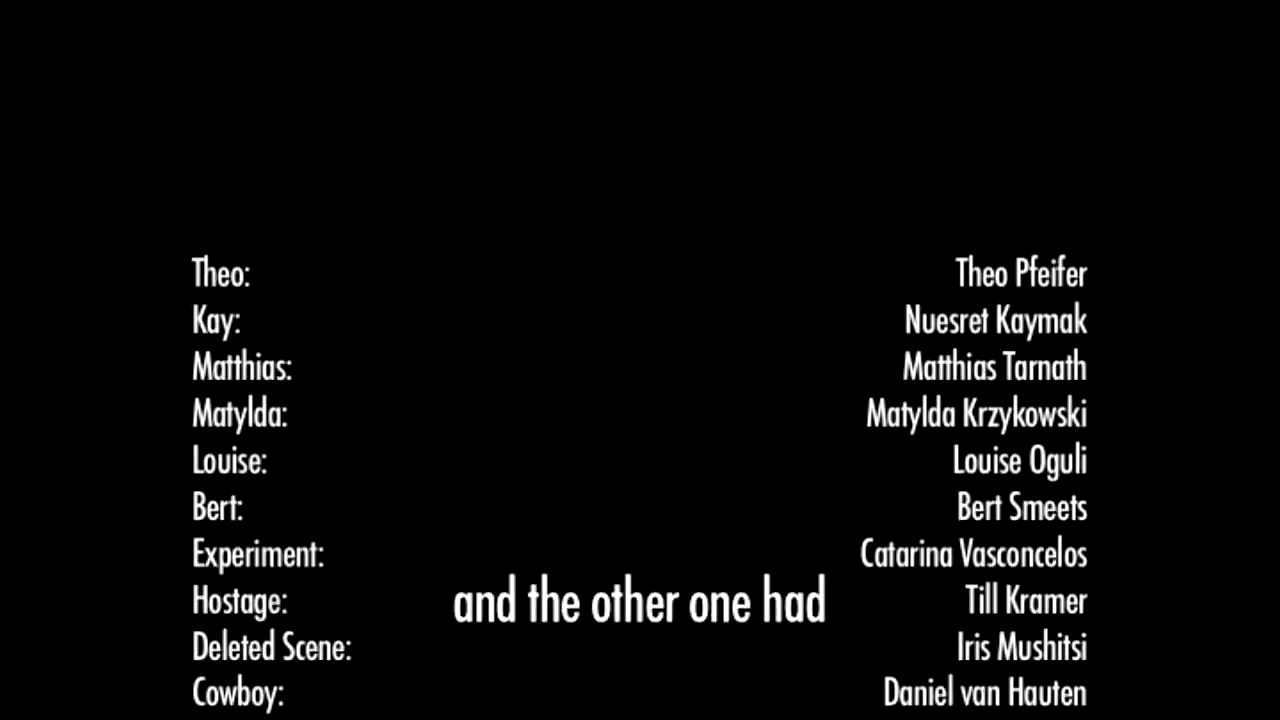 Theo: Theo Pfeifer
Kay: Nuesret Kaymak
Matthias: Matthias Tarnath
Matylda: Matylda Krzykowski
Louise: Louise Oguli
Bert: Bert Smeets
Experiment: Catarina Vasconcelos
Hostage: Till Kramer
and the other one had
Deleted Scene: Iris Mushitsi
Cowboy: Daniel van Hauten